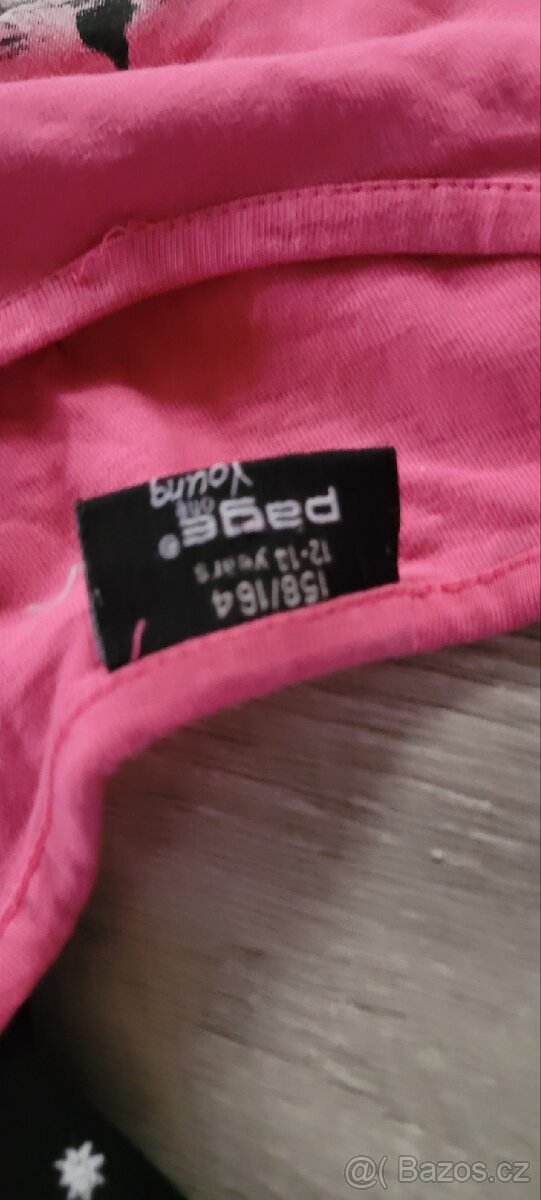 Young
page one®
12-13 years
158/164
@( Bazos.cz